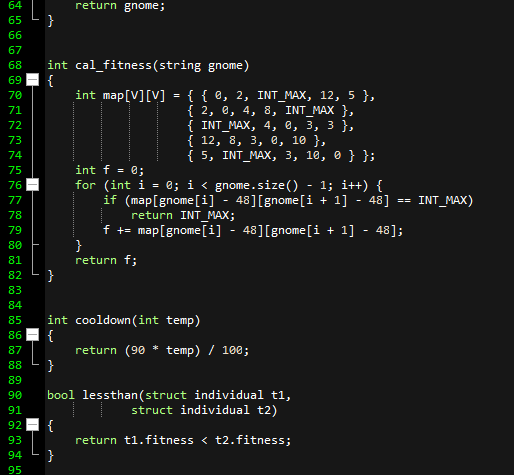 64 return gnome;
65 }
66
67
68 int cal_fitness(string gnome)
69 {
70 int map[V][V] = { { 0, 2, INT_MAX, 12, 5 },
71 { 2, 0, 4, 8, INT_MAX },
72 { INT_MAX, 4, 0, 3, 3 },
73 { 12, 8, 3, 0, 10 },
74 { 5, INT_MAX, 3, 10, 0 } };
75 int f = 0;
76 for (int i = 0; i < gnome.size() - 1; i++) {
77 if (map[gnome[i] - 48][gnome[i + 1] - 48] == INT_MAX)
78 return INT_MAX;
79 f += map[gnome[i] - 48][gnome[i + 1] - 48];
80 }
81 return f;
82 }
83
84
85 int cooldown(int temp)
86 {
87 return (90 * temp) / 100;
88 }
89
90 bool lessthan(struct individual t1,
91 struct individual t2)
92 {
93 return t1.fitness < t2.fitness;
94 }
95